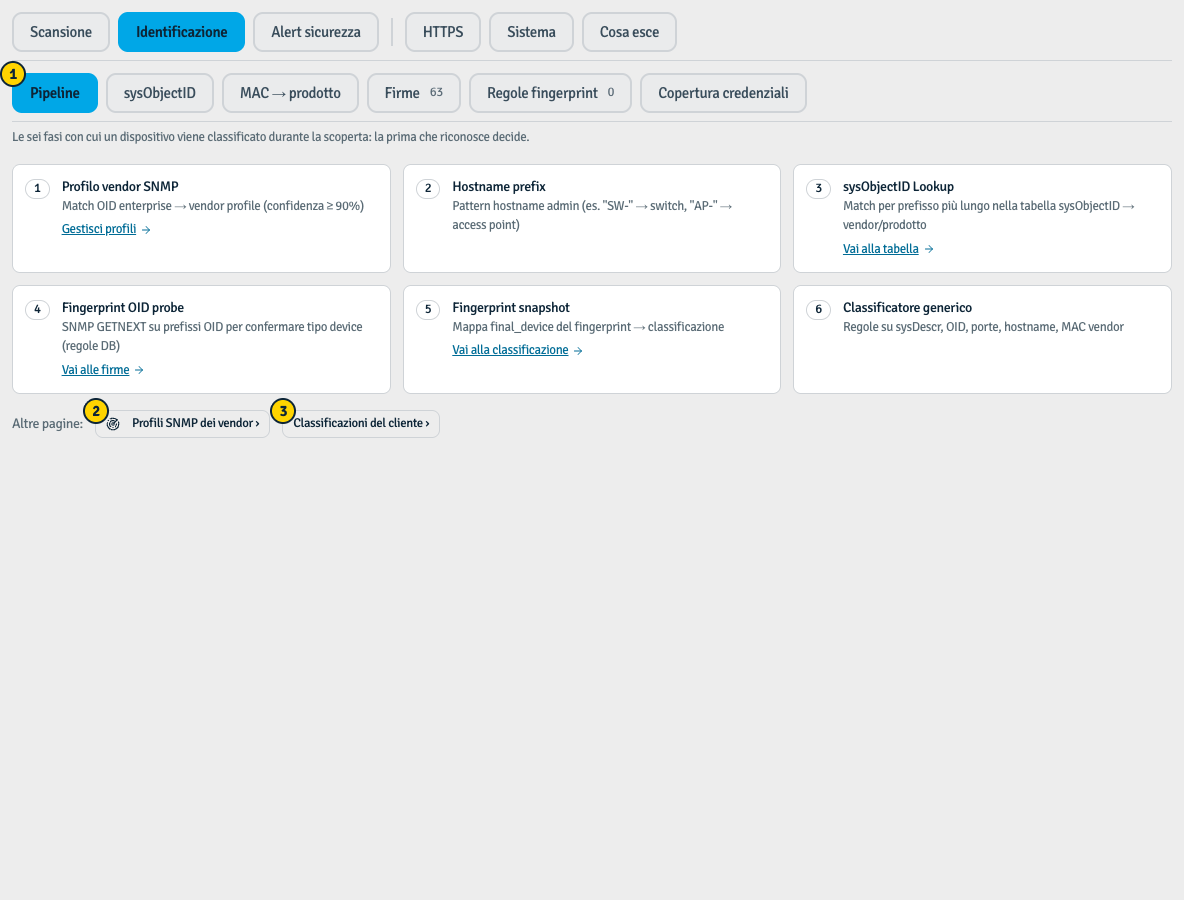 Scansione
Identificazione
Alert sicurezza
HTTPS
Sistema
Cosa esce
1
Pipeline
sysObjectID
MAC → prodotto
Firme 63
Regole fingerprint 0
Copertura credenziali
Le sei fasi con cui un dispositivo viene classificato durante la scoperta: la prima che riconosce decide.
1
Profilo vendor SNMP
Match OID enterprise → vendor profile (confidenza ≥ 90%)
Gestisci profili →
2
Hostname prefix
Pattern hostname admin (es. "SW-" → switch, "AP-" →
access point)
3
sysObjectID Lookup
Match per prefisso più lungo nella tabella sysObjectID →
vendor/prodotto
Vai alla tabella →
4
Fingerprint OID probe
SNMP GETNEXT su prefissi OID per confermare tipo device
(regole DB)
Vai alle firme →
5
Fingerprint snapshot
Mappa final_device del fingerprint → classificazione
Vai alla classificazione →
6
Classificatore generico
Regole su sysDescr, OID, porte, hostname, MAC vendor
Altre pagine:
2
Profili SNMP dei vendor ›
3
Classificazioni del cliente ›